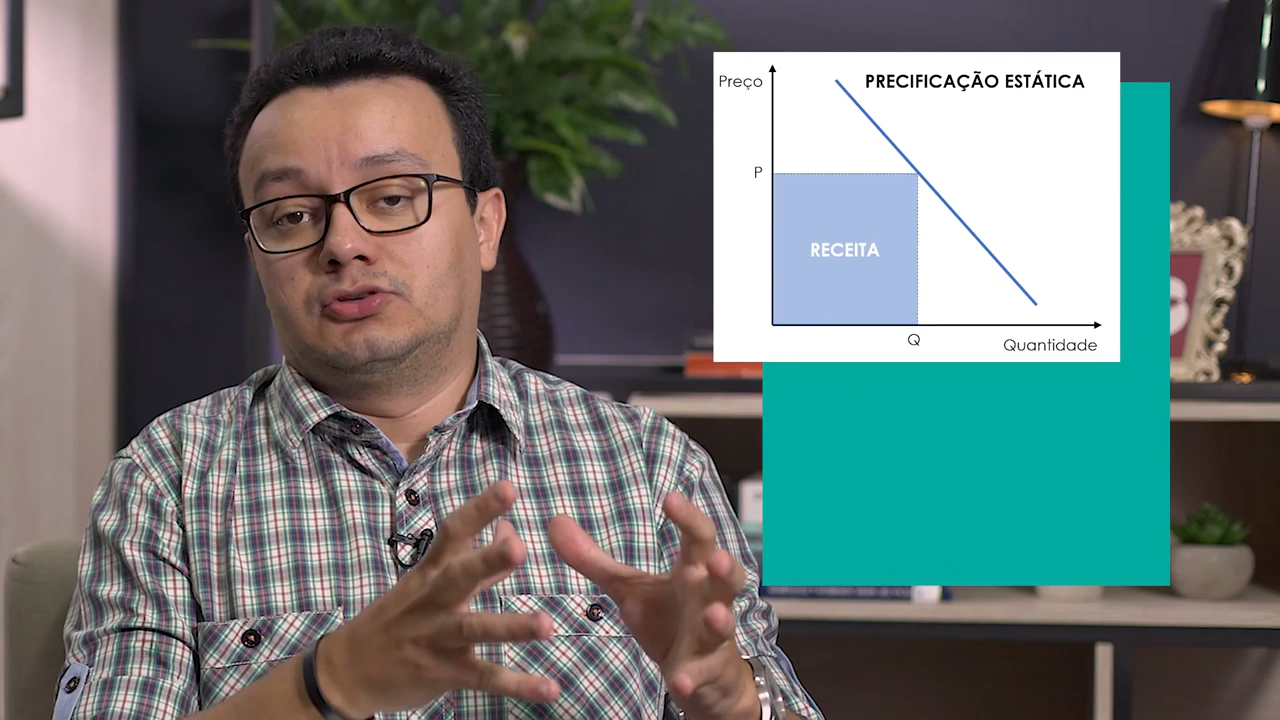 PRECIFICAÇÃO ESTÁTICA
Preço
P
RECEITA
Q
Quantidade